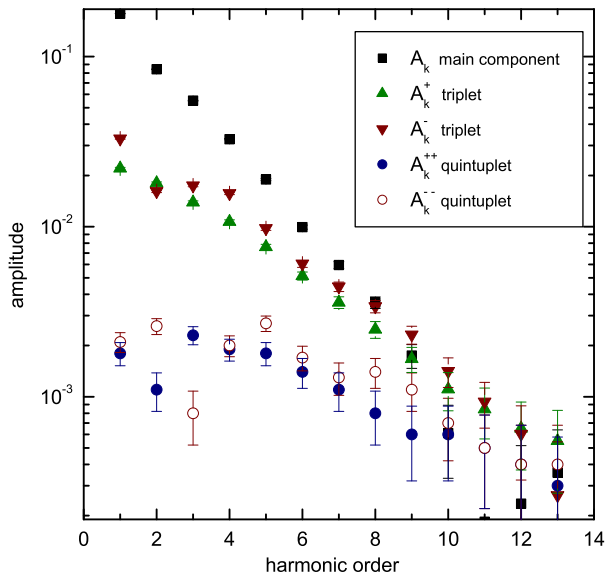 10⁻¹
10⁻²
10⁻³
amplitude
A_k main component
A_k^+ triplet
A_k^- triplet
A_k^++ quintuplet
A_k^-- quintuplet
0 2 4 6 8 10 12 14
harmonic order